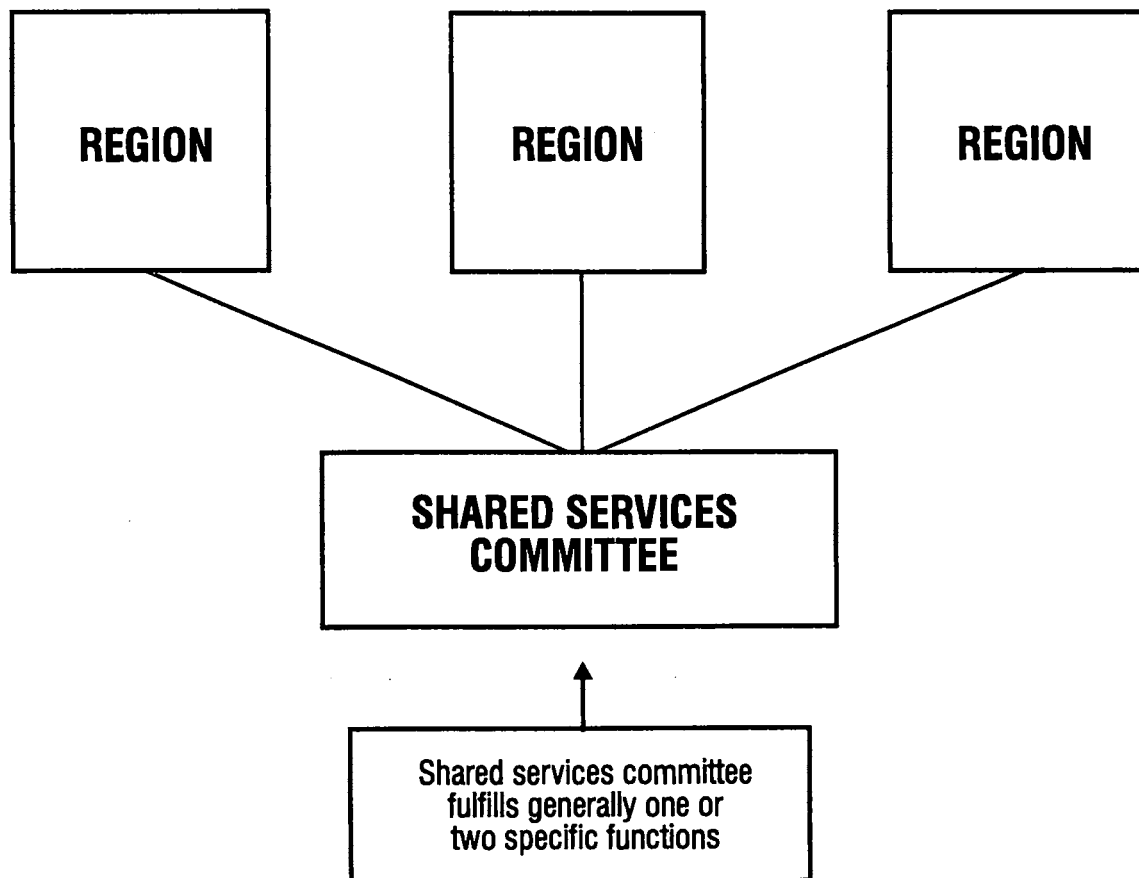 REGION
REGION
REGION
SHARED SERVICES
COMMITTEE
Shared services committee
fulfills generally one or
two specific functions